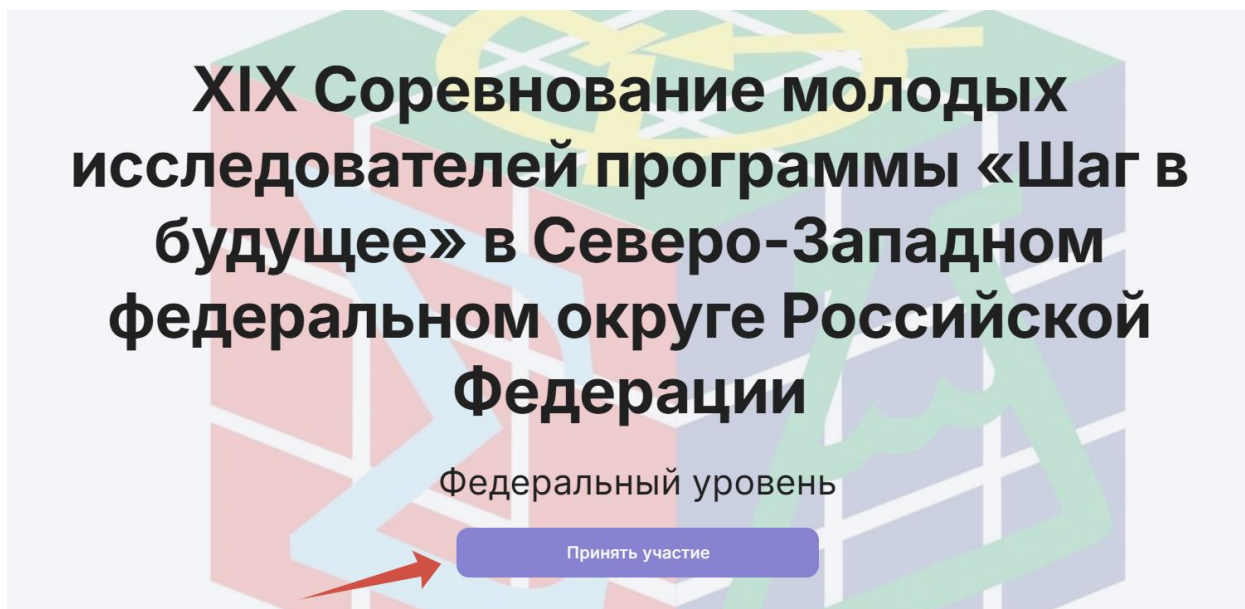 XIX Соревнование молодых
исследователей программы «Шаг в
будущее» в Северо-Западном
федеральном округе Российской
Федерации
Федеральный уровень
Принять участие